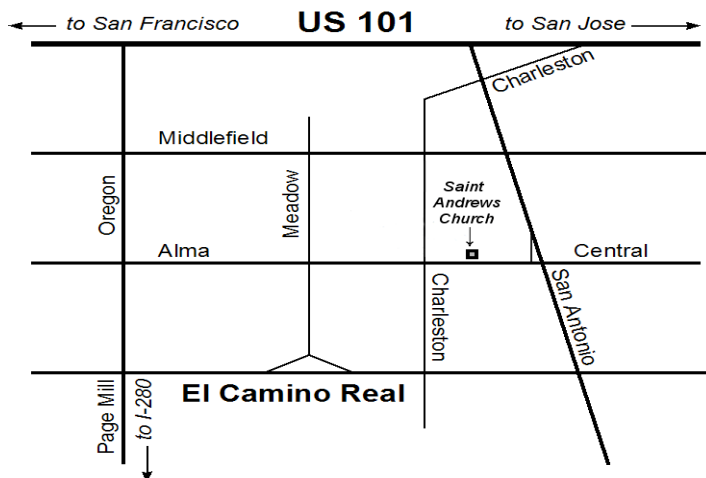 to San Francisco
US 101
to San Jose
Charleston
Middlefield
Oregon
Meadow
Saint
Andrews
Church
Alma
Central
Charleston
San Antonio
El Camino Real
Page Mill
to I-280